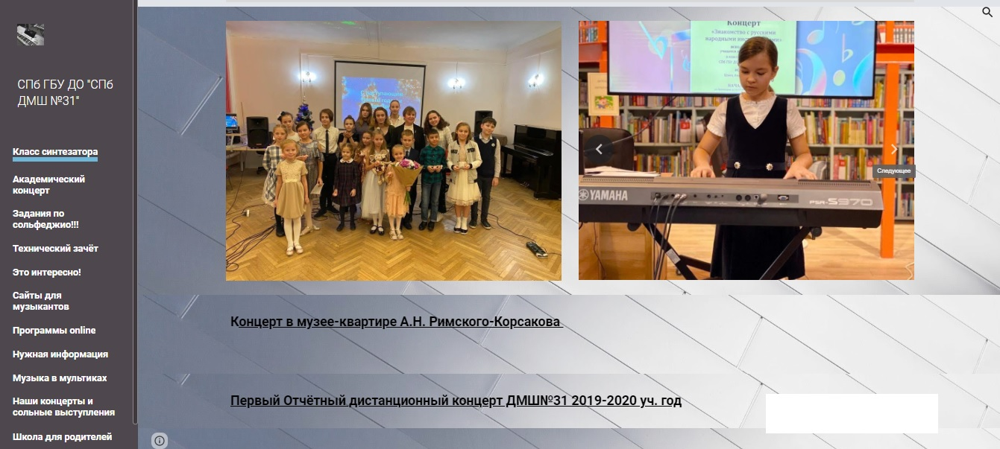 СПб ГБУ ДО "СПб
ДМШ №31"
Класс синтезатора
Академический
концерт
Задания по
сольфеджио!!!
Технический зачёт
Это интересно!
Сайты для
музыкантов
Программы online
Нужная информация
Музыка в мультиках
Наши концерты и
сольные выступления
Школа для родителей
Концерт
«Знакомство с русскими
YAMAHA
PSR-S970
Следующее
Концерт в музее-квартире А.Н. Римского-Корсакова
Первый Отчётный дистанционный концерт ДМШ№31 2019-2020 уч. год